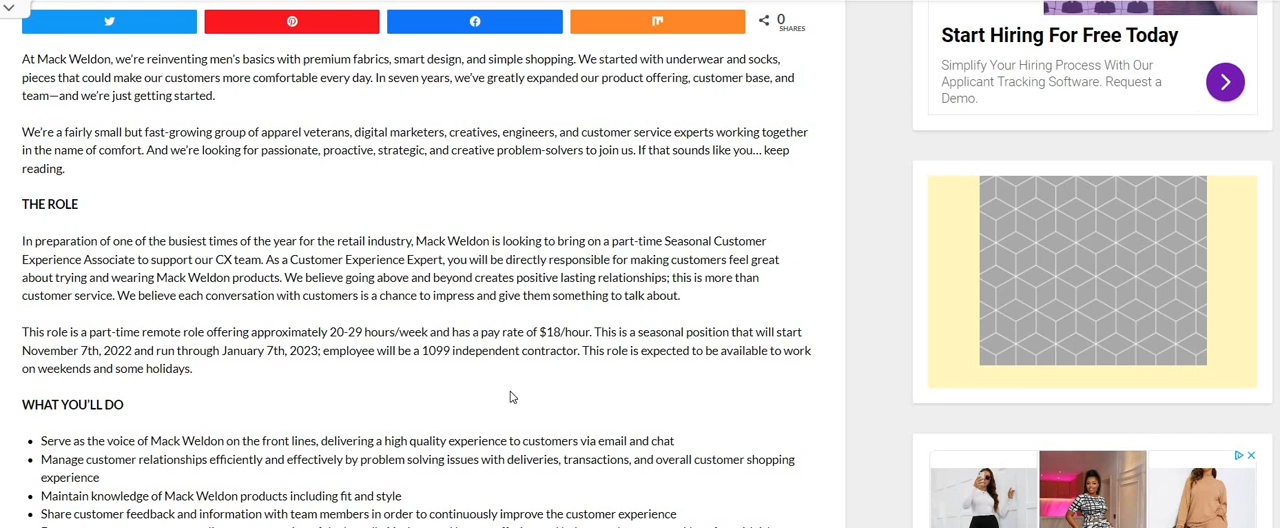 0
SHARES
At Mack Weldon, we're reinventing men's basics with premium fabrics, smart design, and simple shopping. We started with underwear and socks,
pieces that could make our customers more comfortable every day. In seven years, we've greatly expanded our product offering, customer base, and
team—and we're just getting started.
We're a fairly small but fast-growing group of apparel veterans, digital marketers, creatives, engineers, and customer service experts working together
in the name of comfort. And we're looking for passionate, proactive, strategic, and creative problem-solvers to join us. If that sounds like you… keep
reading.
THE ROLE
In preparation of one of the busiest times of the year for the retail industry, Mack Weldon is looking to bring on a part-time Seasonal Customer
Experience Associate to support our CX team. As a Customer Experience Expert, you will be directly responsible for making customers feel great
about trying and wearing Mack Weldon products. We believe going above and beyond creates positive lasting relationships; this is more than
customer service. We believe each conversation with customers is a chance to impress and give them something to talk about.
This role is a part-time remote role offering approximately 20-29 hours/week and has a pay rate of $18/hour. This is a seasonal position that will start
November 7th, 2022 and run through January 7th, 2023; employee will be a 1099 independent contractor. This role is expected to be available to work
on weekends and some holidays.
WHAT YOU'LL DO
Serve as the voice of Mack Weldon on the front lines, delivering a high quality experience to customers via email and chat
Manage customer relationships efficiently and effectively by problem solving issues with deliveries, transactions, and overall customer shopping
experience
Maintain knowledge of Mack Weldon products including fit and style
Share customer feedback and information with team members in order to continuously improve the customer experience
Start Hiring For Free Today
Simplify Your Hiring Process With Our
Applicant Tracking Software. Request a
Demo.